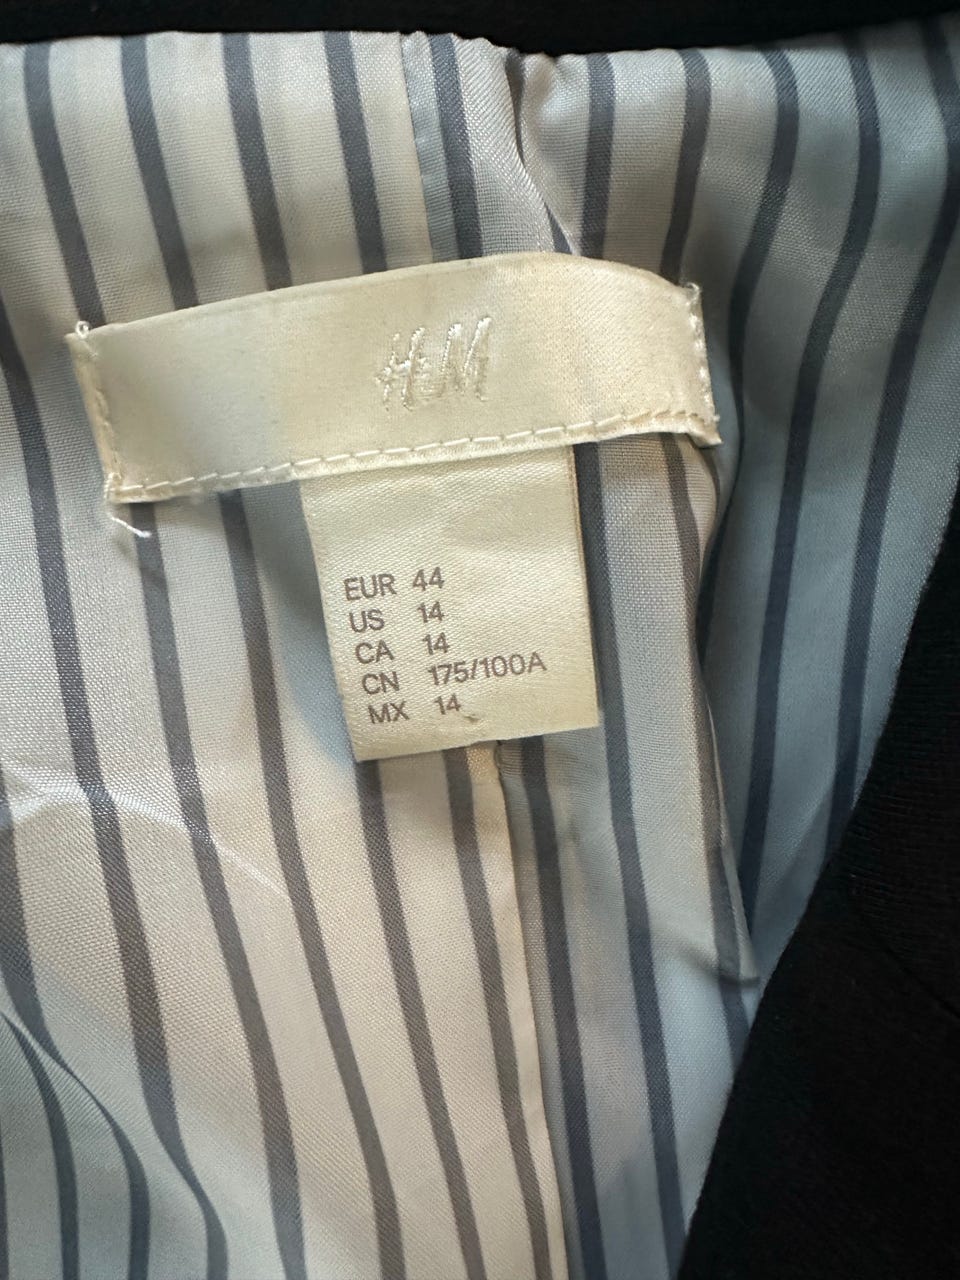 H&M
EUR 44
US 14
CA 14
CN 175/100A
MX 14